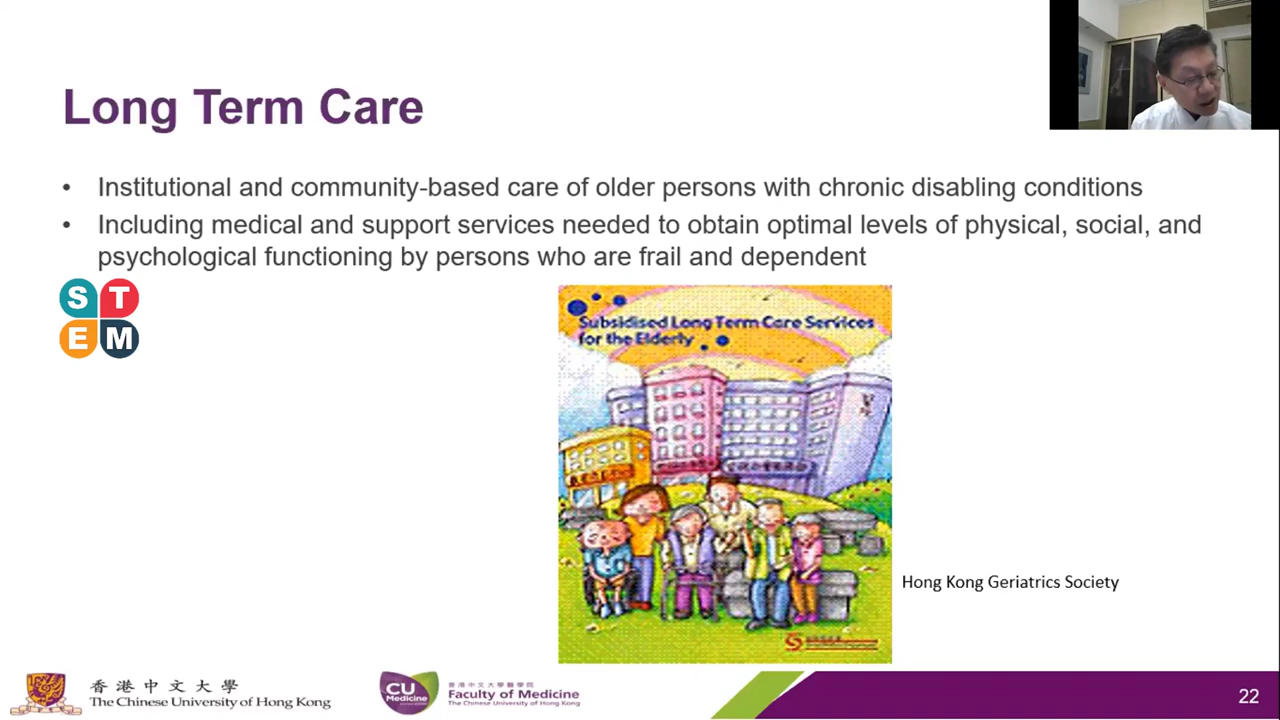 Long Term Care
• Institutional and community-based care of older persons with chronic disabling conditions
• Including medical and support services needed to obtain optimal levels of physical, social, and
psychological functioning by persons who are frail and dependent
S T
E M
Subsidised Long Term Care Services
for the Elderly
Hong Kong Geriatrics Society
香港中文大學
The Chinese University of Hong Kong
CU
Medicine
香港中文大學醫學院
Faculty of Medicine
The Chinese University of Hong Kong
22